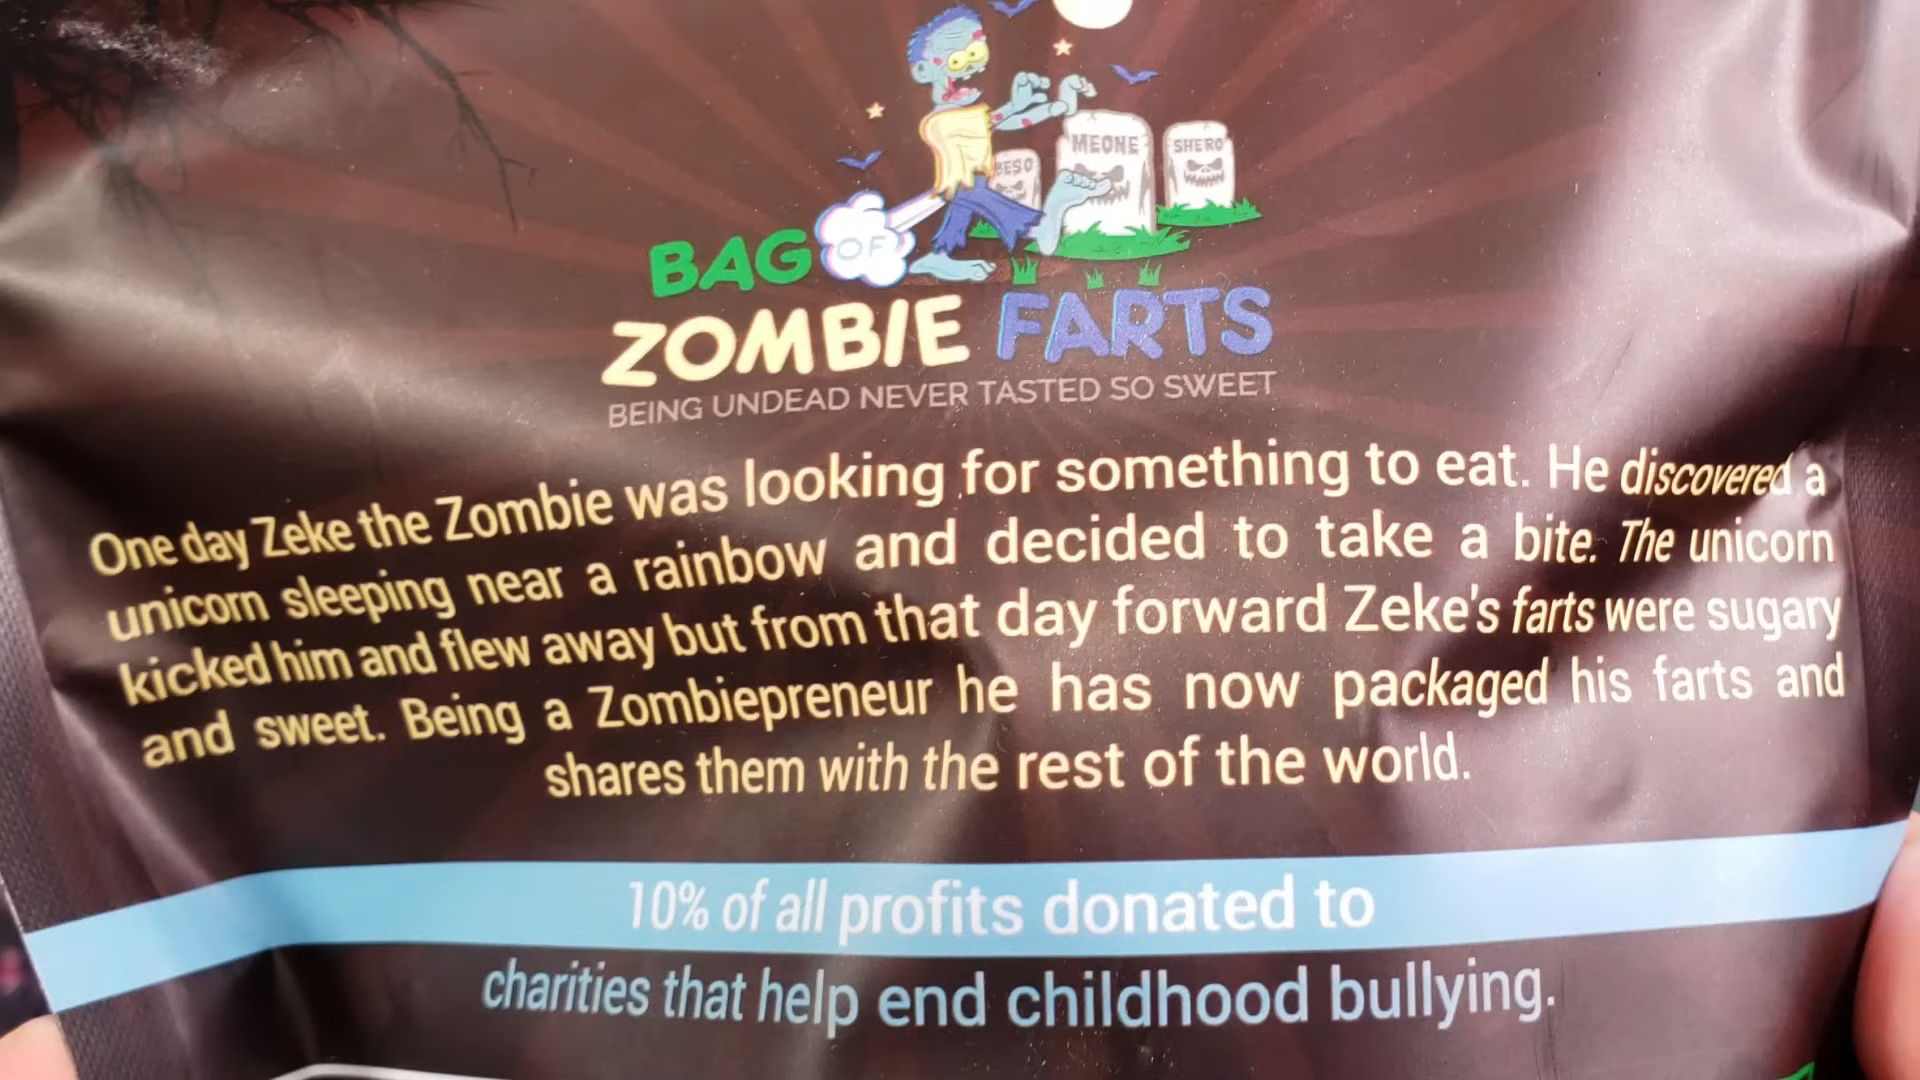 BESO
MEONE
SHERO
BAG OF
ZOMBIE FARTS
BEING UNDEAD NEVER TASTED SO SWEET
One day Zeke the Zombie was looking for something to eat. He discovered a
unicorn sleeping near a rainbow and decided to take a bite. The unicorn
kicked him and flew away but from that day forward Zeke's farts were sugary
and sweet. Being a Zombiepreneur he has now packaged his farts and
shares them with the rest of the world.
10% of all profits donated to
charities that help end childhood bullying.